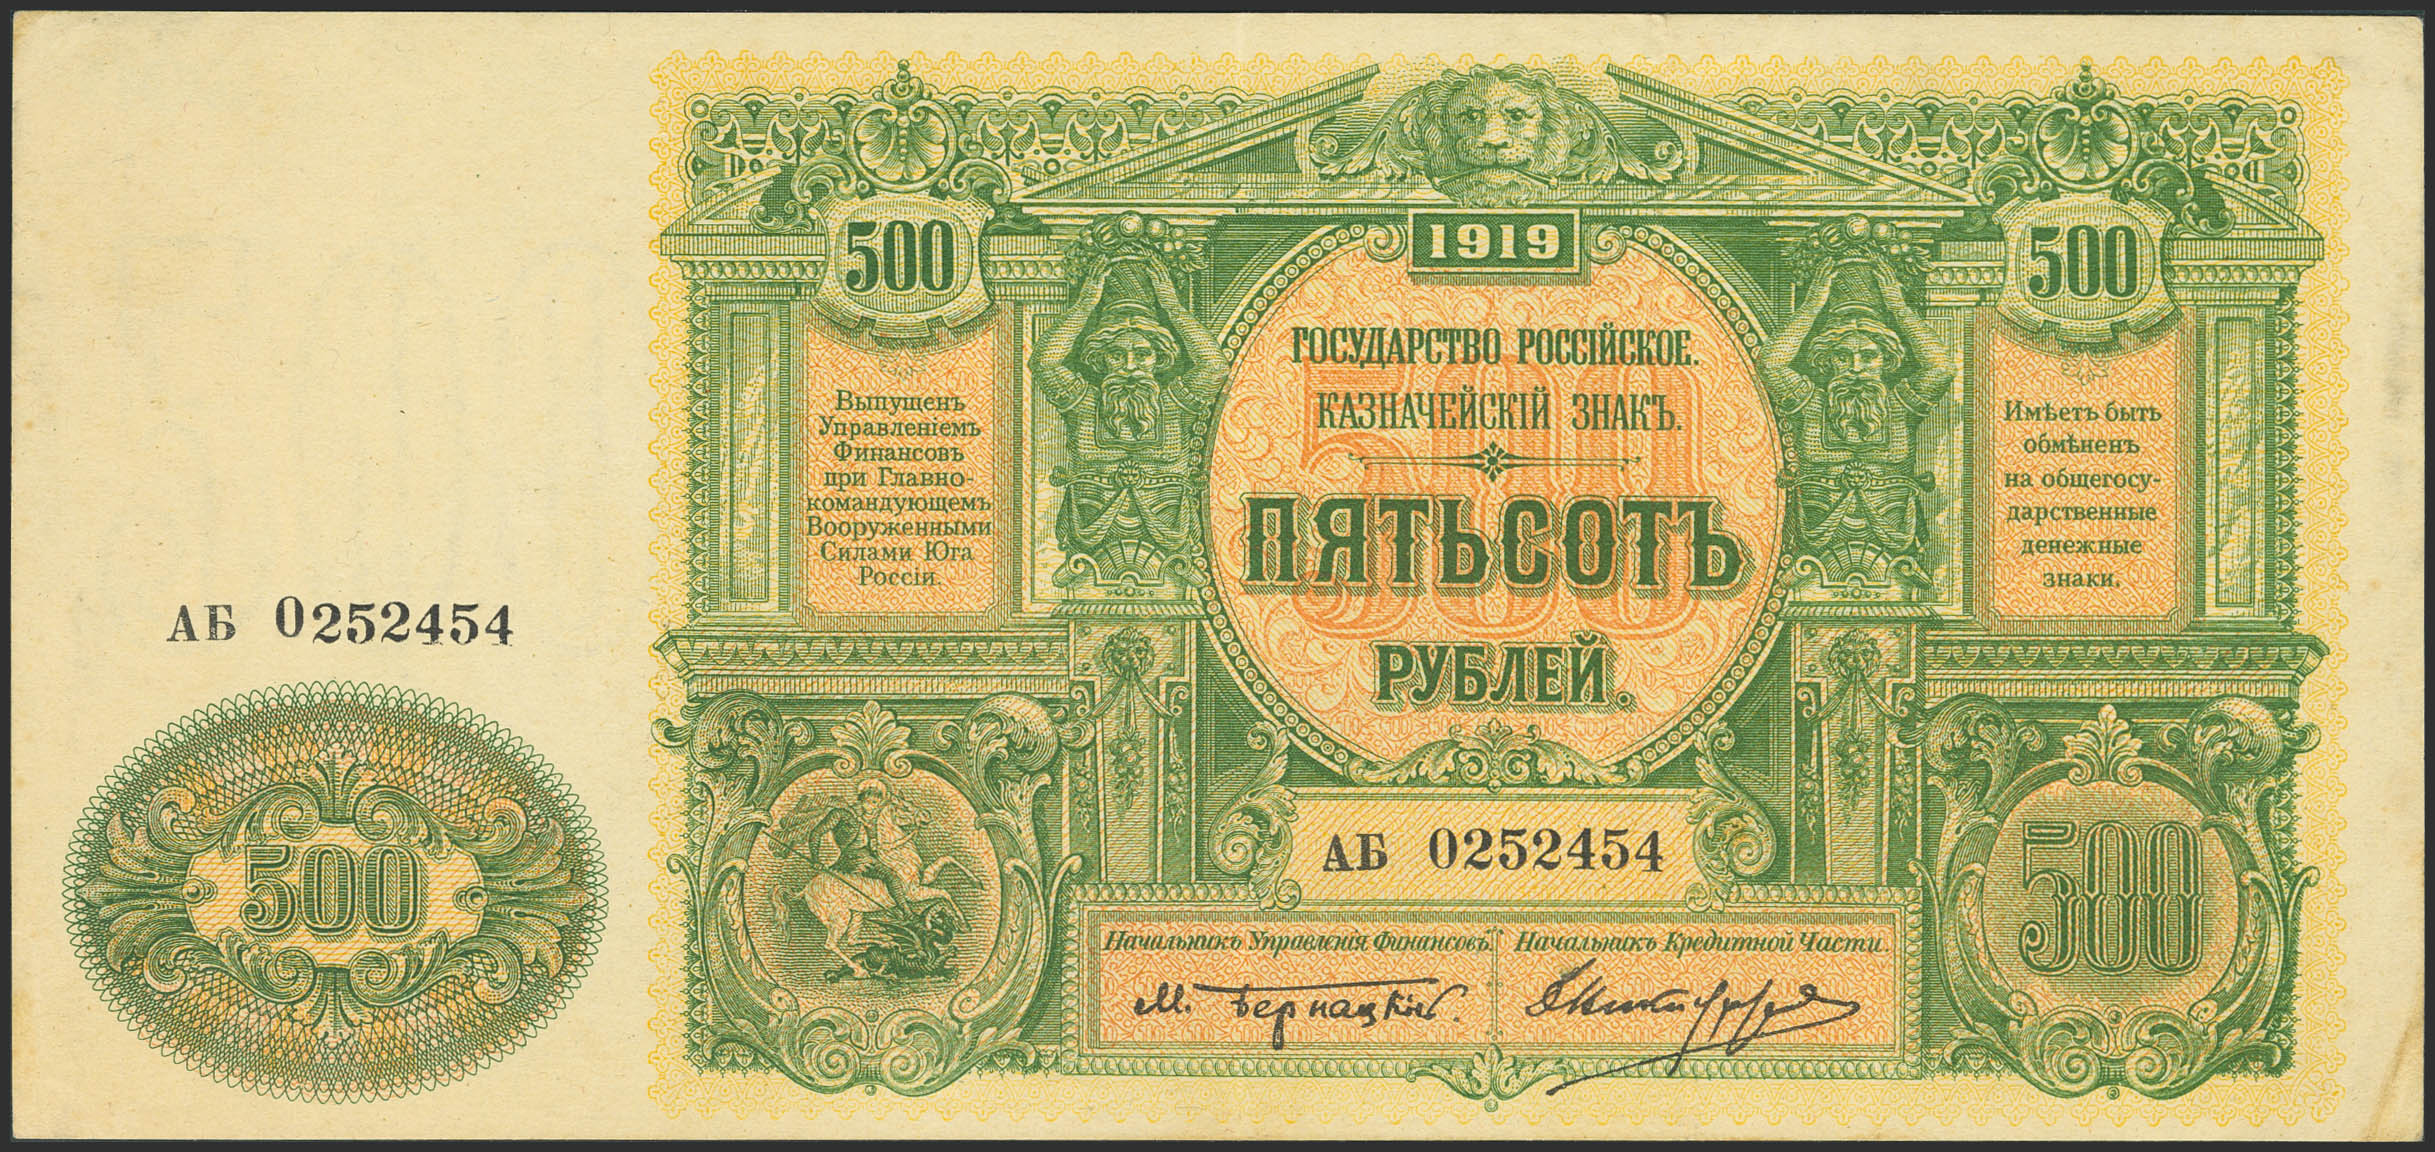 500
1919
500
ГОСУДАРСТВО РОССІЙСКОЕ.
КАЗНАЧЕЙСКІЙ ЗНАКЪ.
500
ПЯТЬСОТЪ
РУБЛЕЙ.
Выпущенъ
Управленіемъ
Финансовъ
при Главно-
командующемъ
Вооруженными
Силами Юга
Россіи.
Имѣетъ быть
обмѣненъ
на общегосу-
дарственные
денежные
знаки.
АБ 0252454
500
АБ 0252454
500
Начальникъ Управленія Финансовъ.
М. Бернацкій.
Начальникъ Кредитной Части.